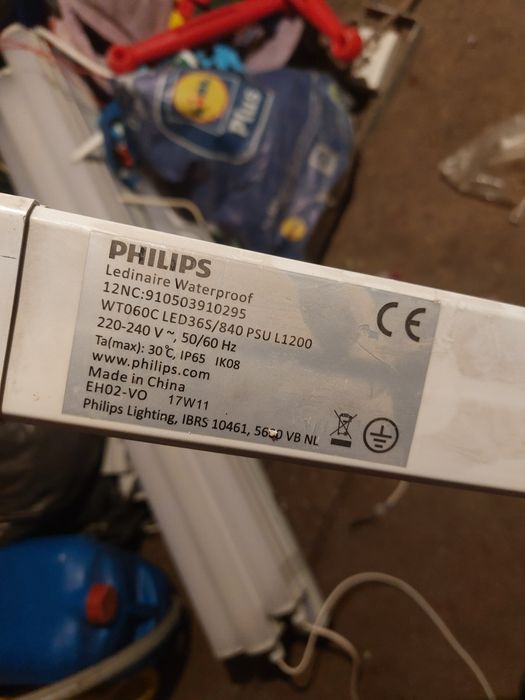 LIDL
Plus
PHILIPS
Ledinaire Waterproof
12NC:910503910295
WT060C LED36S/840 PSU L1200
220-240 V ~, 50/60 Hz
Ta(max): 30℃, IP65 IK08
www.philips.com
Made in China
EH02-VO 17W11
Philips Lighting, IBRS 10461, VB NL
CE